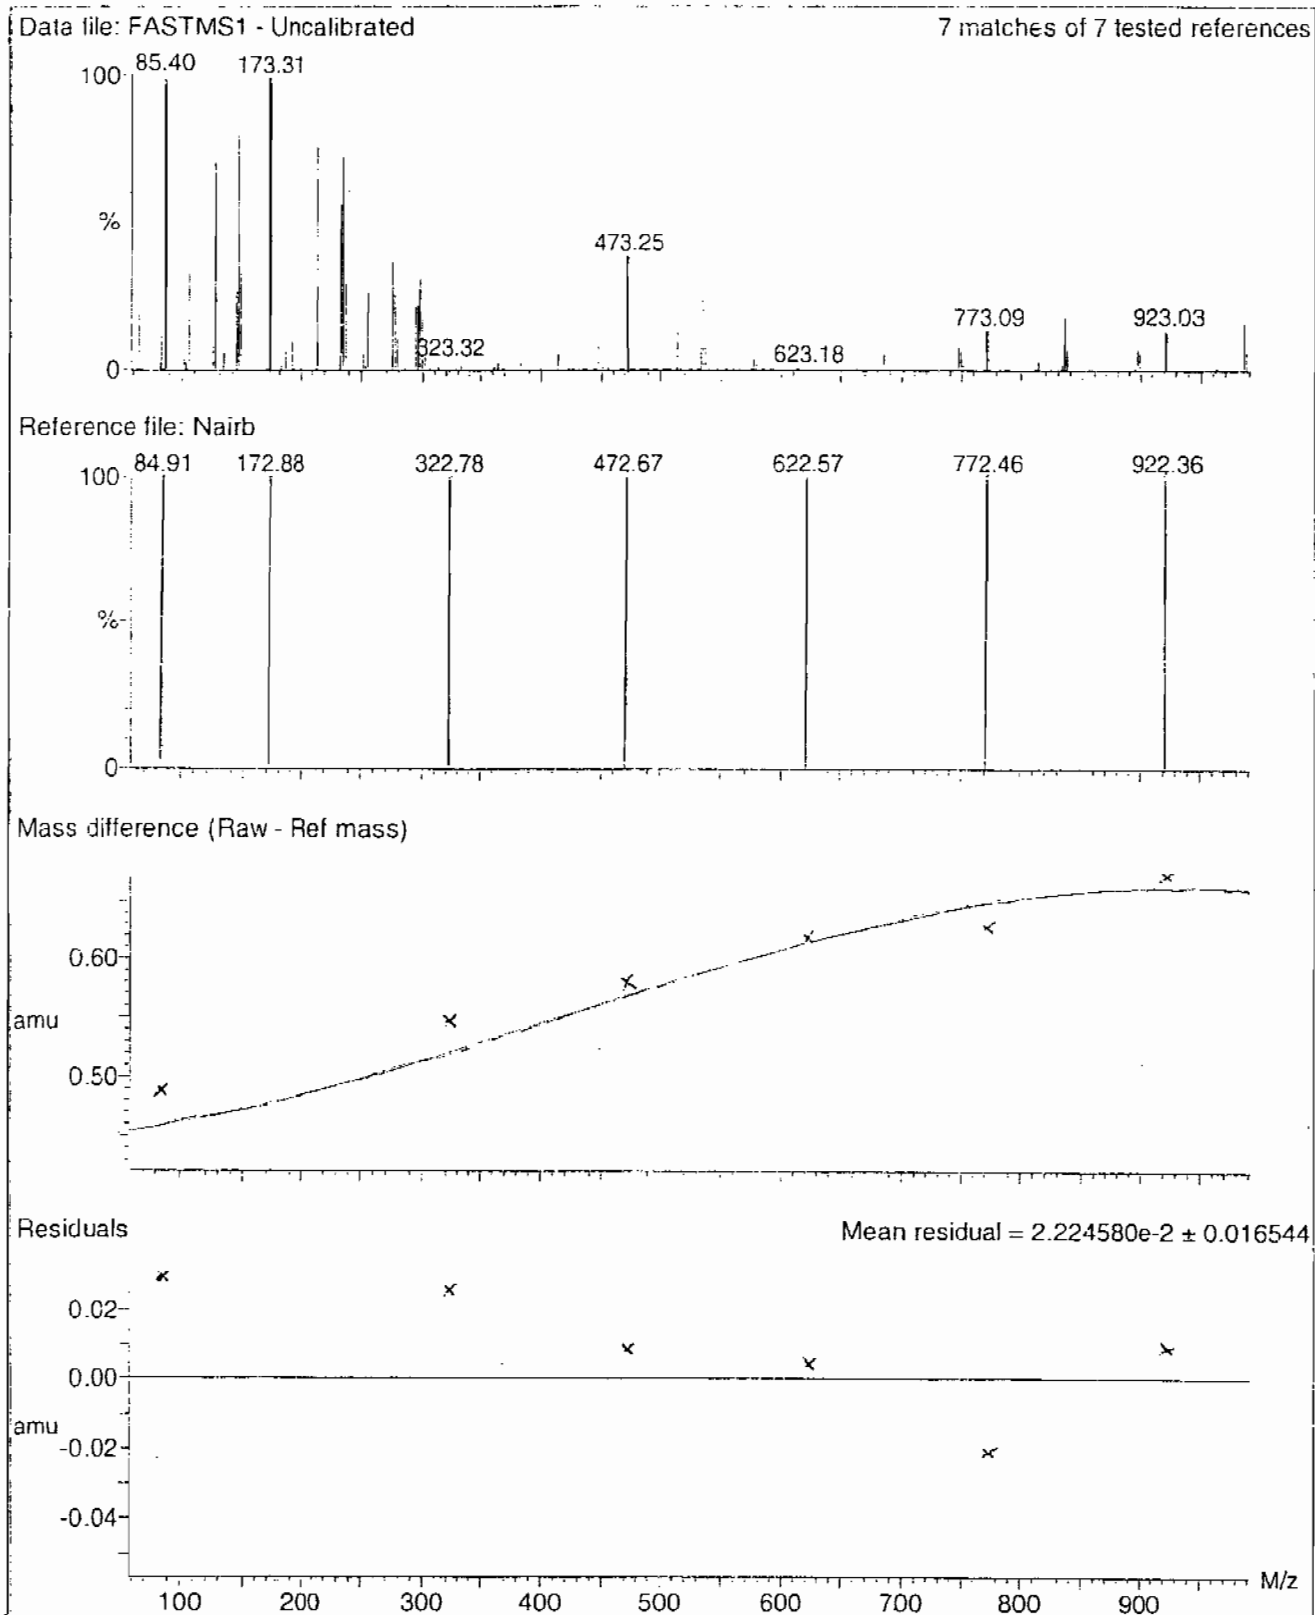 Data file: FASTMS1 - Uncalibrated 7 matches of 7 tested references
85.40 173.31
100
%
473.25
773.09 923.03
323.32 623.18
0
Reference file: Nairb
84.91 172.88 322.78 472.67 622.57 772.46 922.36
100
%
0
Mass difference (Raw - Ref mass)
0.60
amu
0.50
Residuals Mean residual = 2.224580e-2 ± 0.016544
0.02
0.00
amu
-0.02
-0.04
M/z
100 200 300 400 500 600 700 800 900